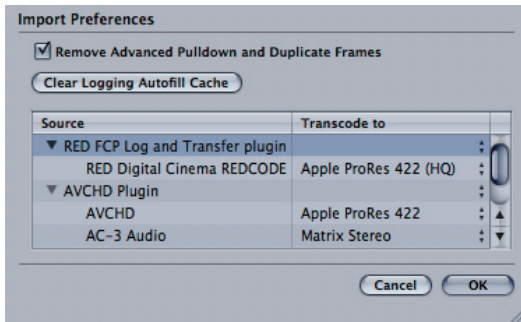 Import Preferences
Remove Advanced Pulldown and Duplicate Frames
Clear Logging Autofill Cache
Source Transcode to
RED FCP Log and Transfer plugin
RED Digital Cinema REDCODE Apple ProRes 422 (HQ)
AVCHD Plugin
AVCHD Apple ProRes 422
AC-3 Audio Matrix Stereo
Cancel OK